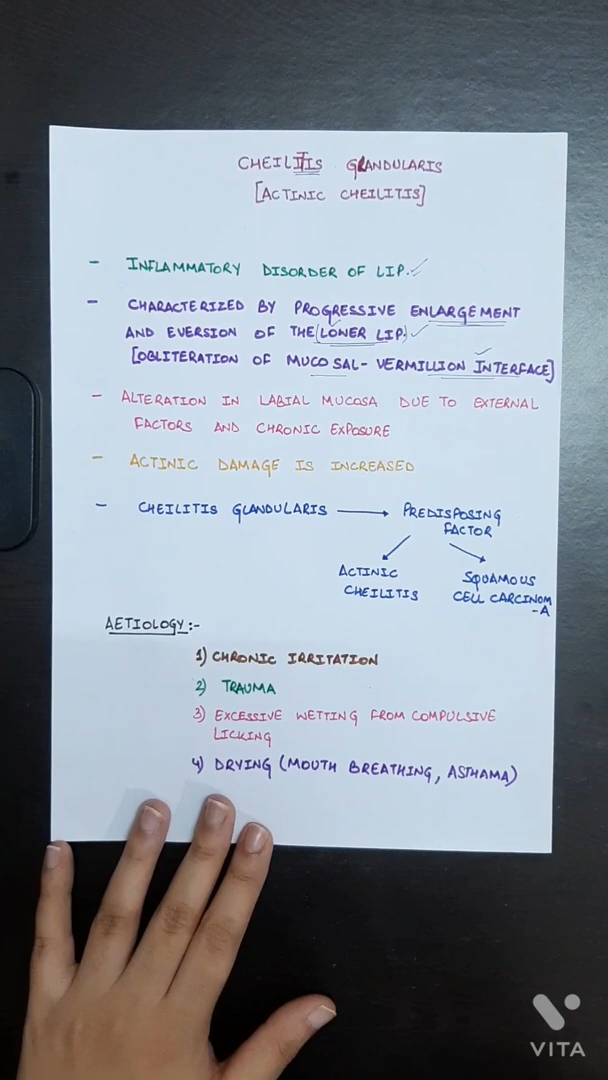 CHEILITIS GLANDULARIS
[ACTINIC CHEILITIS]
- INFLAMMATORY DISORDER OF LIP.
- CHARACTERIZED BY PROGRESSIVE ENLARGEMENT
AND EVERSION OF THE (LOWER LIP.)
[OBLITERATION OF MUCOSAL- VERMILLION INTERFACE]
- ALTERATION IN LABIAL MUCOSA DUE TO EXTERNAL
FACTORS AND CHRONIC EXPOSURE
- ACTINIC DAMAGE IS INCREASED
- CHEILITIS GLANDULARIS → PREDISPOSING
FACTOR
ACTINIC
CHEILITIS
SQUAMOUS
CELL CARCINOM
-A
AETIOLOGY:-
1) CHRONIC IRRITATION
2) TRAUMA
3) EXCESSIVE WETTING FROM COMPULSIVE
LICKING
4) DRYING (MOUTH BREATHING, ASTHAMA)
VITA